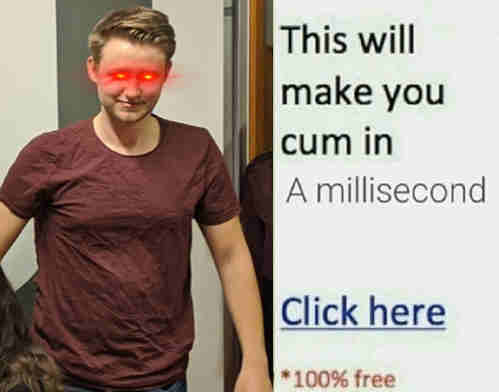 This will
make you
cum in
A millisecond
Click here
*100% free